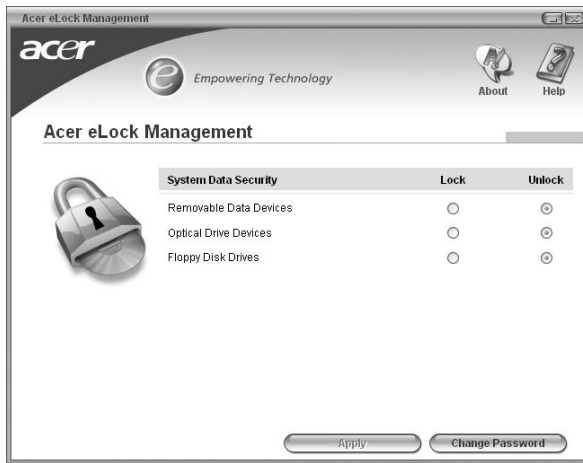 Acer eLock Management
acer
e Empowering Technology
About Help
Acer eLock Management
System Data Security Lock Unlock
Removable Data Devices
Optical Drive Devices
Floppy Disk Drives
Apply Change Password